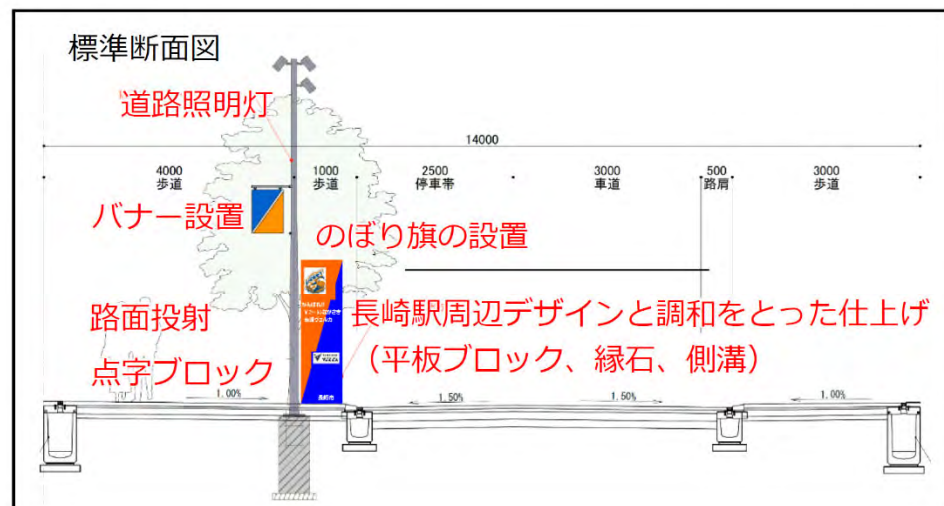 標準断面図
道路照明灯
14000
4000
歩道
1000
歩道
2500
停車帯
3000
車道
500
路肩
3000
歩道
バナー設置
のぼり旗の設置
路面投射
点字ブロック
長崎駅周辺デザインと調和をとった仕上げ
（平板ブロック、縁石、側溝）
1.00%
1.50%
1.50%
1.00%
長崎市